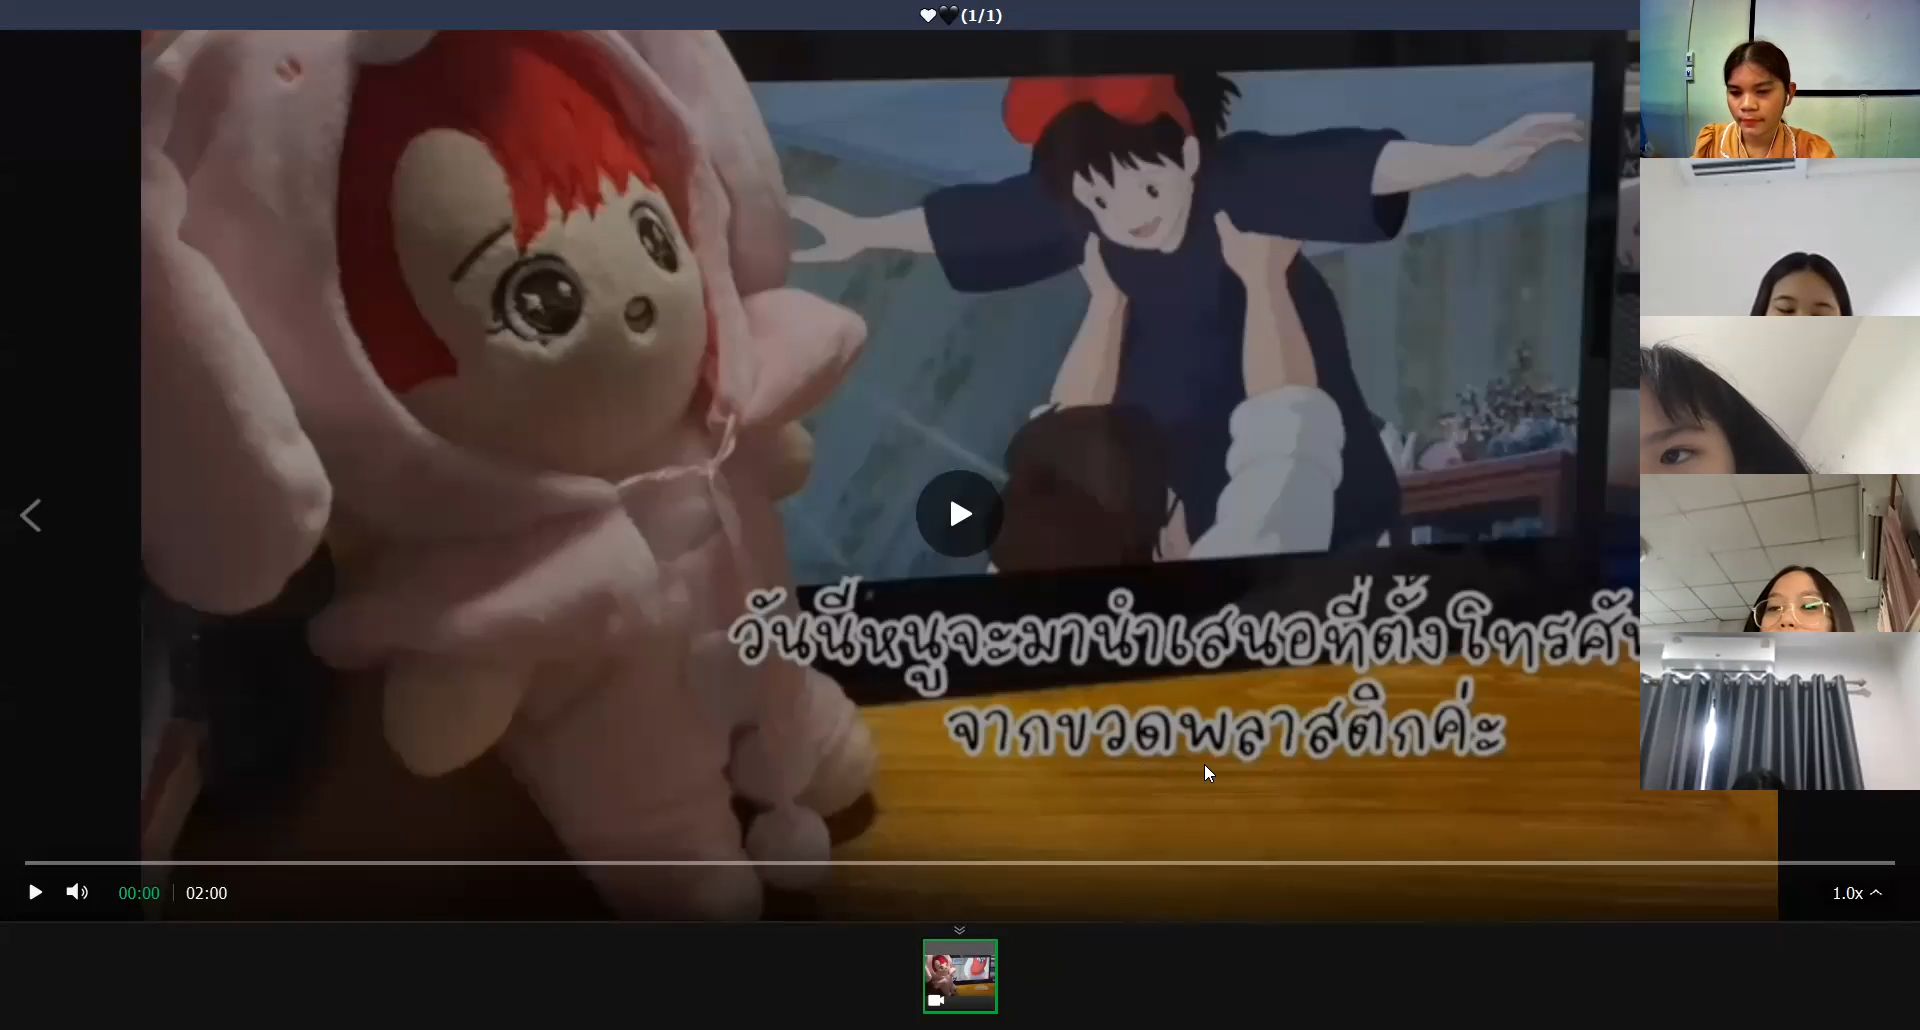 🤍🖤(1/1)
วันนี้หนูจะมานำเสนอที่ตั้งโทรศั
จากขวดพลาสติกค่ะ
00:00 | 02:00
1.0x